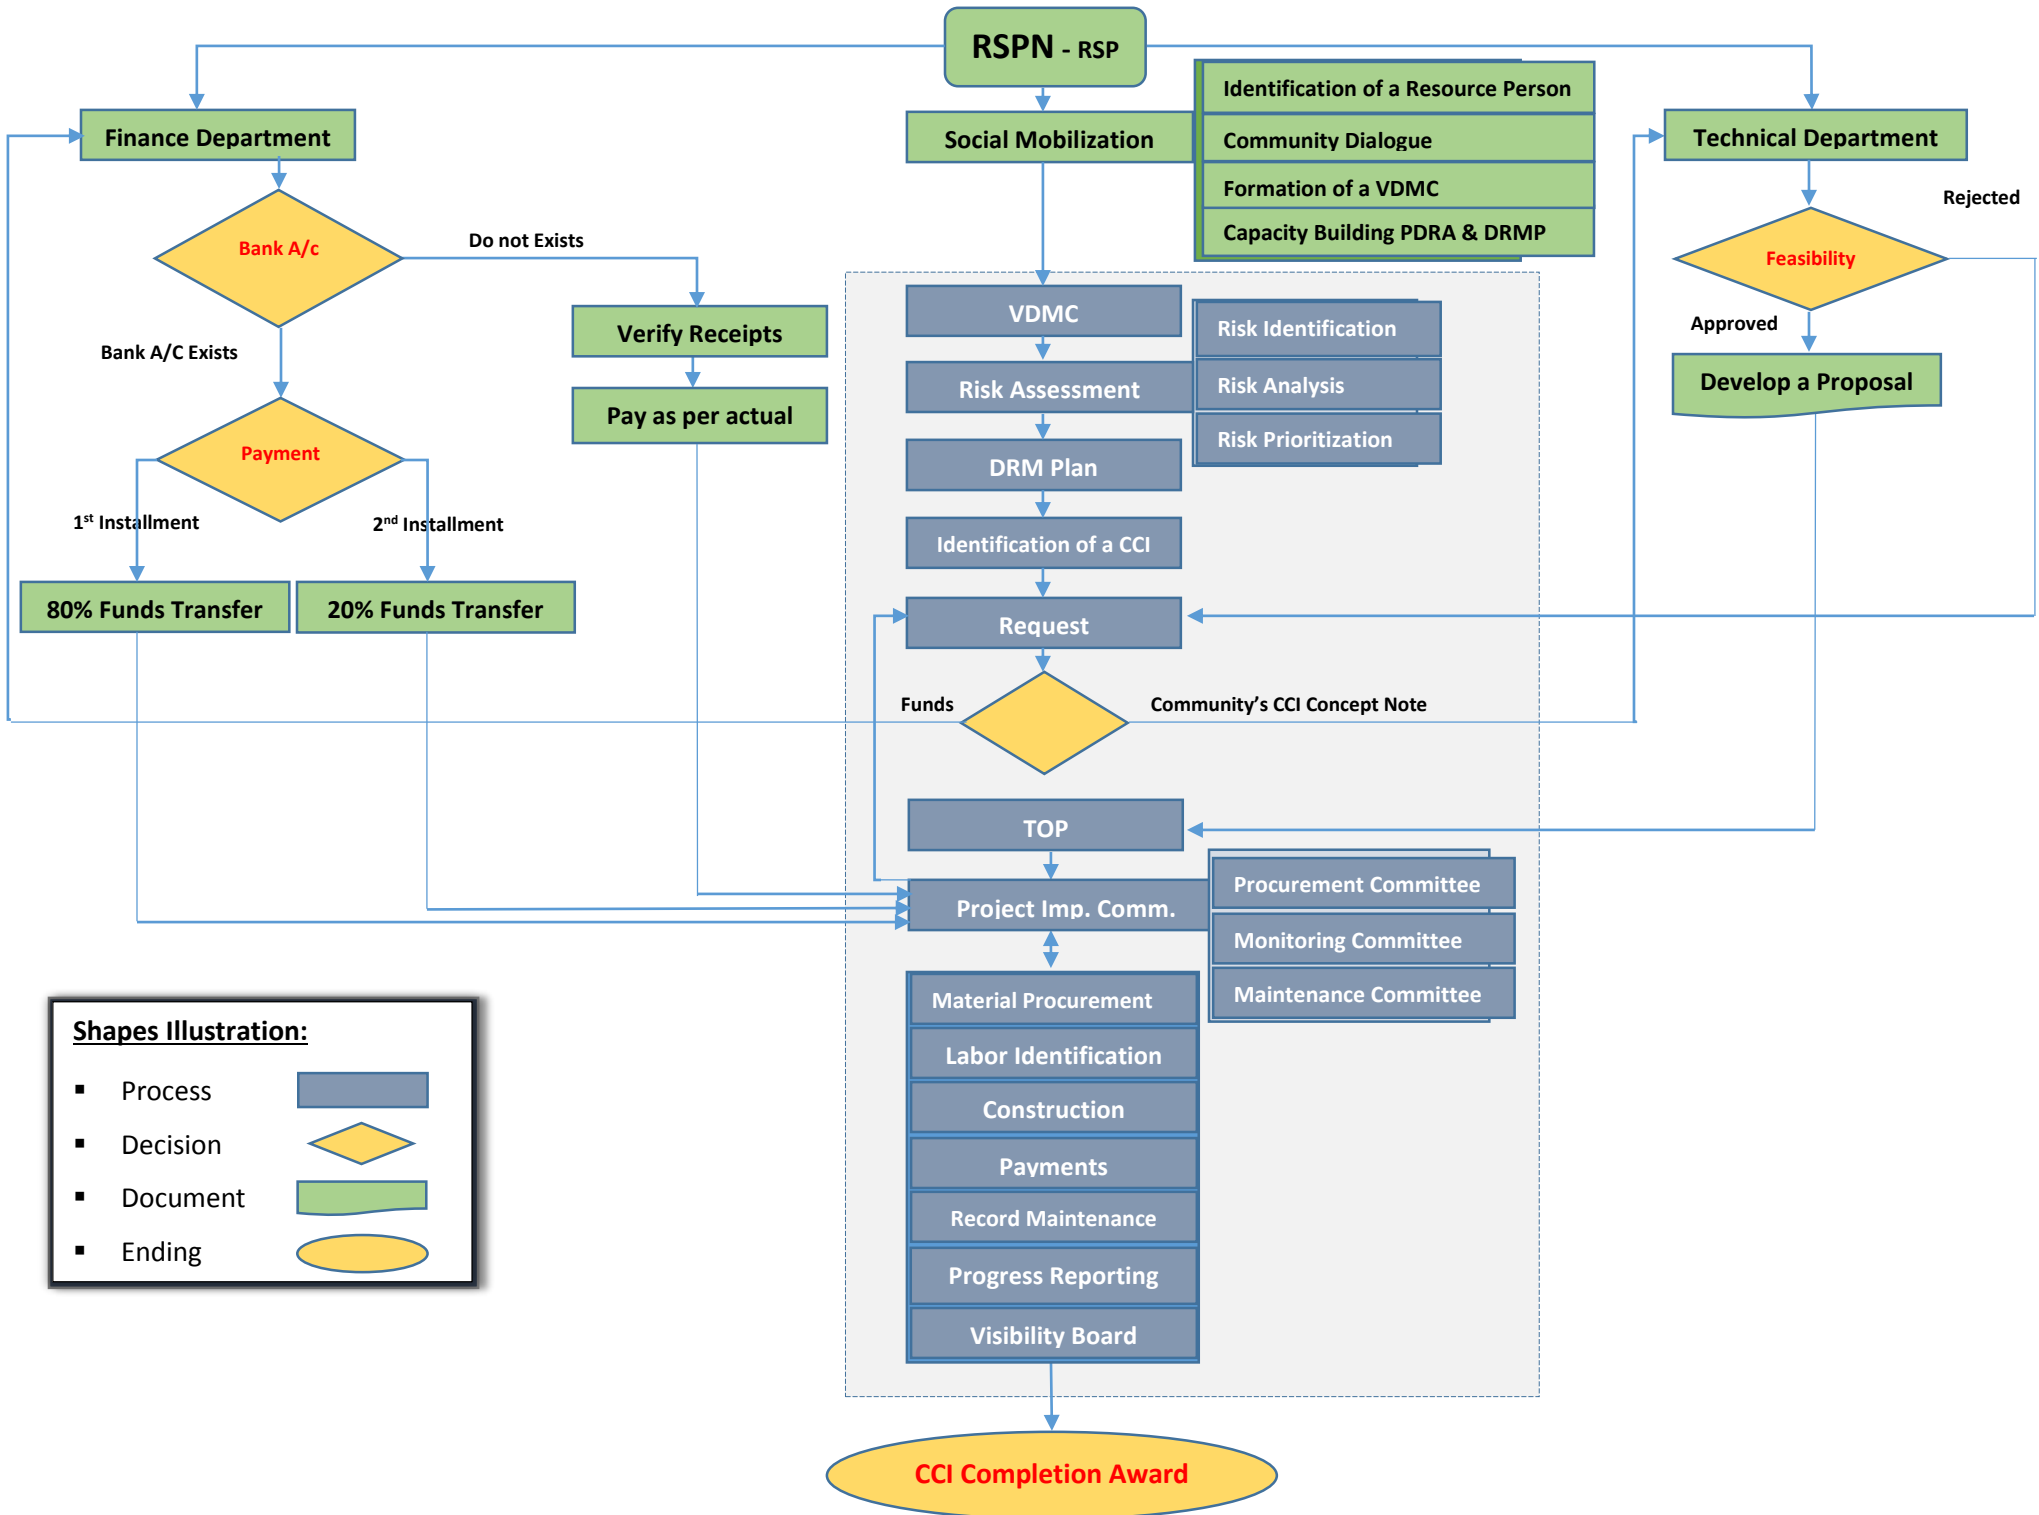 RSPN - RSP
Identification of a Resource Person
Community Dialogue
Formation of a VDMC
Capacity Building PDRA & DRMP
Finance Department
Social Mobilization
Technical Department
Rejected
Bank A/c
Do not Exists
Feasibility
Bank A/C Exists
Verify Receipts
Pay as per actual
Approved
Develop a Proposal
Payment
1st Installment
2nd Installment
80% Funds Transfer
20% Funds Transfer
VDMC
Risk Assessment
Risk Identification
Risk Analysis
Risk Prioritization
DRM Plan
Identification of a CCI
Request
Funds
Community’s CCI Concept Note
TOP
Project Imp. Comm.
Procurement Committee
Monitoring Committee
Maintenance Committee
Material Procurement
Labor Identification
Construction
Payments
Record Maintenance
Progress Reporting
Visibility Board
CCI Completion Award
Shapes Illustration:
▪ Process
▪ Decision
▪ Document
▪ Ending